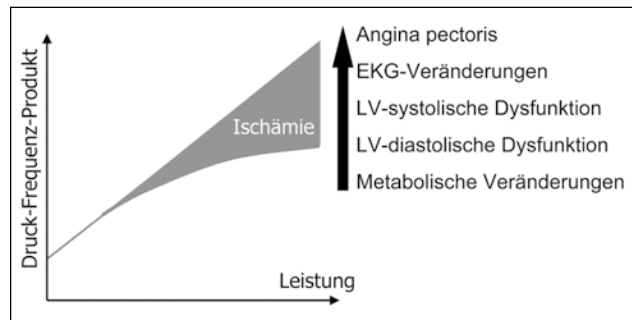 Druck-Frequenz-Produkt
Ischämie
Leistung
Angina pectoris
EKG-Veränderungen
LV-systolische Dysfunktion
LV-diastolische Dysfunktion
Metabolische Veränderungen